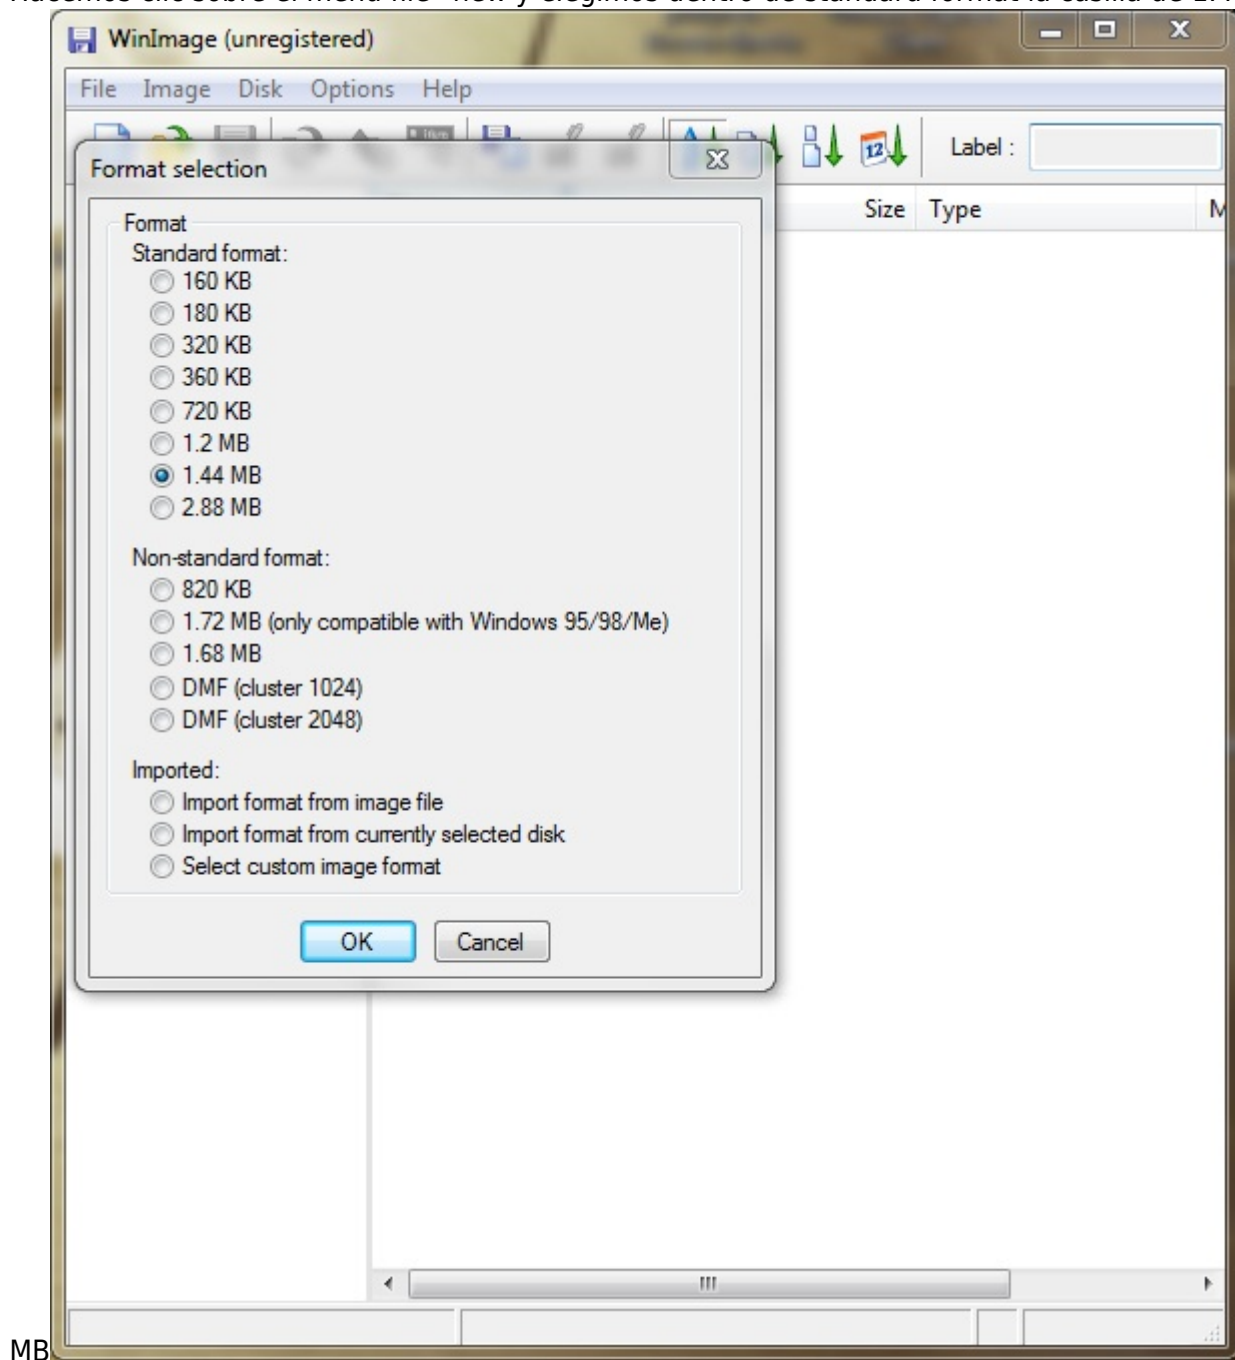 WinImage (unregistered)
File Image Disk Options Help
Label :
Format selection
Size Type M
Format
Standard format:
160 KB
180 KB
320 KB
360 KB
720 KB
1.2 MB
1.44 MB
2.88 MB
Non-standard format:
820 KB
1.72 MB (only compatible with Windows 95/98/Me)
1.68 MB
DMF (cluster 1024)
DMF (cluster 2048)
Imported:
Import format from image file
Import format from currently selected disk
Select custom image format
OK Cancel
MB